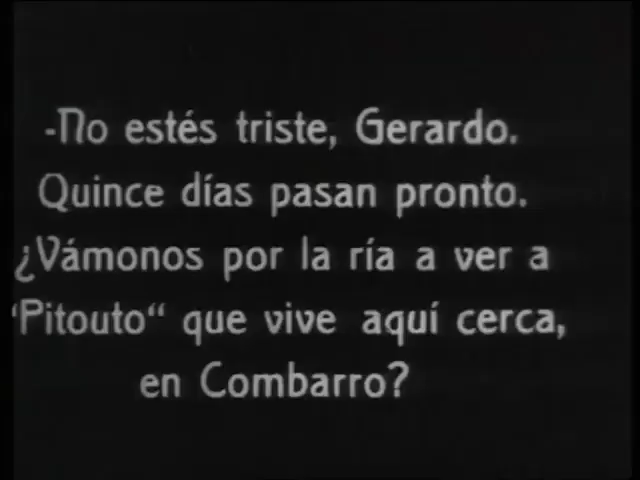 -No estés triste, Gerardo.
Quince días pasan pronto.
¿Vámonos por la ría a ver a
"Pitouto" que vive aquí cerca,
en Combarro?